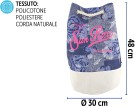 TESSUTO:
POLICOTONE
POLIESTERE
CORDA NATURALE
48 cm
Ø 30 cm